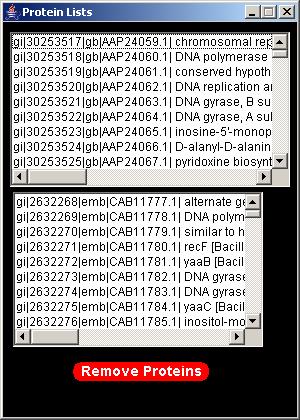 Protein Lists
gi|30253517|gb|AAP24059.1| chromosomal rep
gi|30253518|gb|AAP24060.1| DNA polymerase
gi|30253519|gb|AAP24061.1| conserved hypoth
gi|30253520|gb|AAP24062.1| DNA replication an
gi|30253521|gb|AAP24063.1| DNA gyrase, B su
gi|30253522|gb|AAP24064.1| DNA gyrase, A sul
gi|30253523|gb|AAP24065.1| inosine-5'-monop
gi|30253524|gb|AAP24066.1| D-alanyl-D-alanin
gi|30253525|gb|AAP24067.1| pyridoxine biosynt
gi|2632268|emb|CAB11777.1| alternate ge
gi|2632269|emb|CAB11778.1| DNA polym
gi|2632270|emb|CAB11779.1| similar to h
gi|2632271|emb|CAB11780.1| recF [Bacill
gi|2632272|emb|CAB11781.1| yaaB [Bacill
gi|2632273|emb|CAB11782.1| DNA gyrase
gi|2632274|emb|CAB11783.1| DNA gyrase
gi|2632275|emb|CAB11784.1| yaaC [Bacill
gi|2632276|emb|CAB11785.1| inositol-mo
Remove Proteins